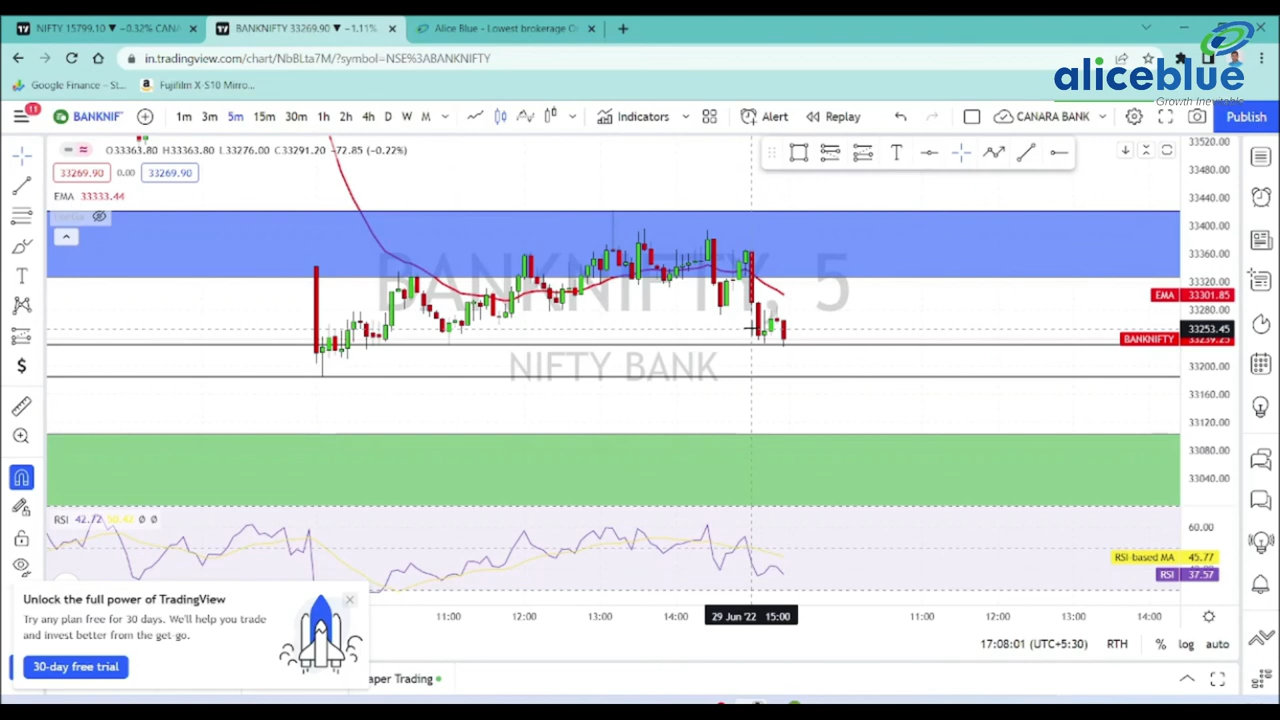 NIFTY 15799.10 ▼ −0.32% CANA
BANKNIFTY 33269.90 ▼ −1.11%
Alice Blue - Lowest brokerage O
in.tradingview.com/chart/NbBLta7M/?symbol=NSE%3ABANKNIFTY
aliceblue
Growth Inevitable
Google Finance - St...
Fujifilm X-S10 Mirro...
11
BANKNIF
1m 3m 5m 15m 30m 1h 2h 4h D W M
Indicators
Alert
Replay
CANARA BANK
Publish
O33363.80 H33363.80 L33276.00 C33291.20 −72.85 (−0.22%)
33269.90 0.00 33269.90
EMA 33333.44
BANKNIFTY, 5
NIFTY BANK
33520.00
33480.00
33440.00
33400.00
33360.00
33320.00
EMA 33301.85
33280.00
33253.45
BANKNIFTY 33239.25
33200.00
33160.00
33120.00
33080.00
33040.00
RSI 42.72 50.42 Ø Ø
60.00
RSI-based MA 45.77
RSI 37.57
11:00 12:00 13:00 14:00 29 Jun '22 15:00 11:00 12:00 13:00 14:00
17:08:01 (UTC+5:30) RTH % log auto
Unlock the full power of TradingView
Try any plan free for 30 days. We'll help you trade and invest better from the get-go.
30-day free trial
aper Trading